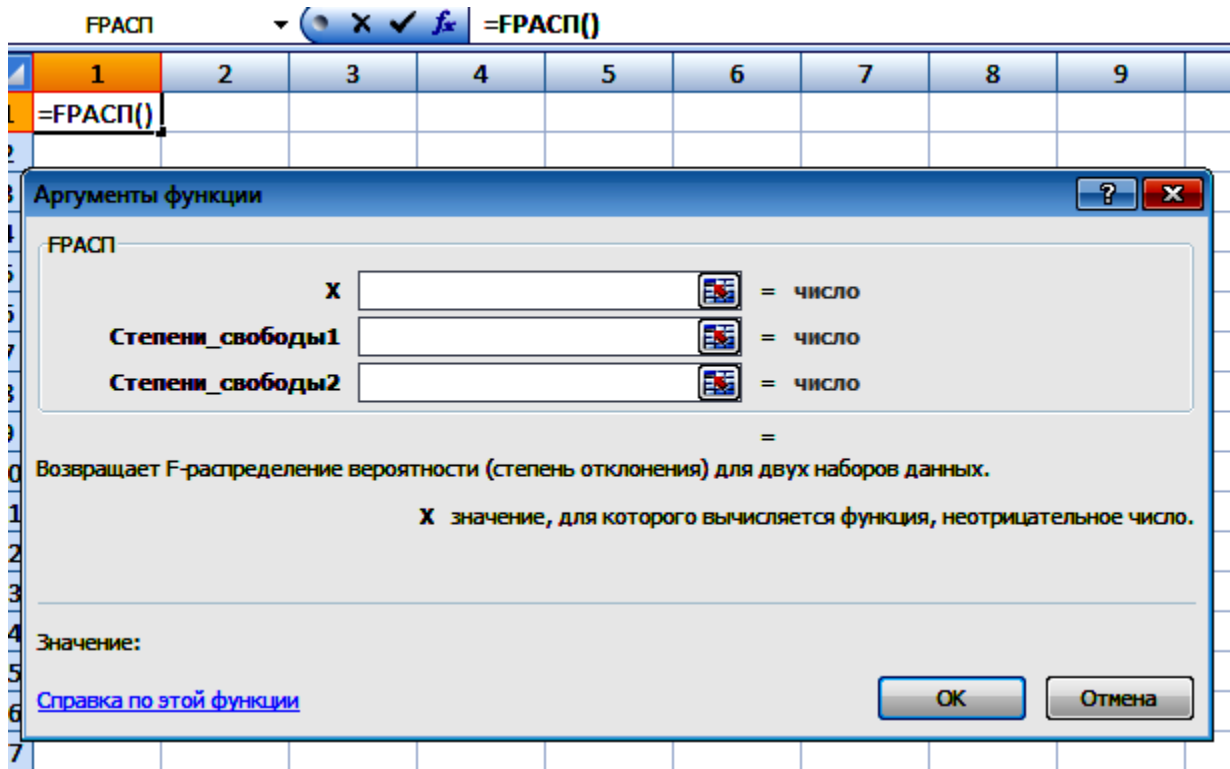 FРАСП =FРАСП()
1 2 3 4 5 6 7 8 9
=FРАСП()
Аргументы функции
FРАСП
X = число
Степени_свободы1 = число
Степени_свободы2 = число
=
Возвращает F-распределение вероятности (степень отклонения) для двух наборов данных.
X значение, для которого вычисляется функция, неотрицательное число.
Значение:
Справка по этой функции
OK Отмена